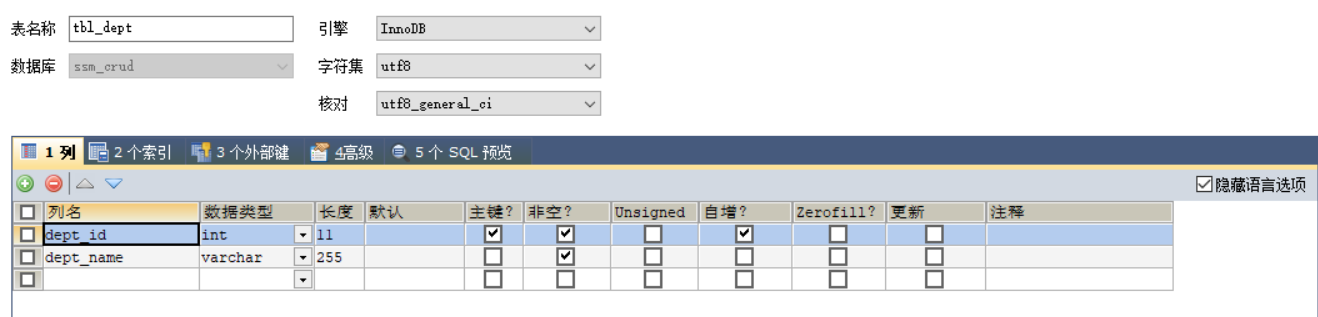 表名称 tbl_dept 引擎 InnoDB
数据库 ssm_crud 字符集 utf8
核对 utf8_general_ci
1 列 2 个索引 3 个外部键 4高级 5 个 SQL 预览
隐藏语言选项
列名 数据类型 长度 默认 主键? 非空? Unsigned 自增? Zerofill? 更新 注释
dept_id int 11
dept_name varchar 255